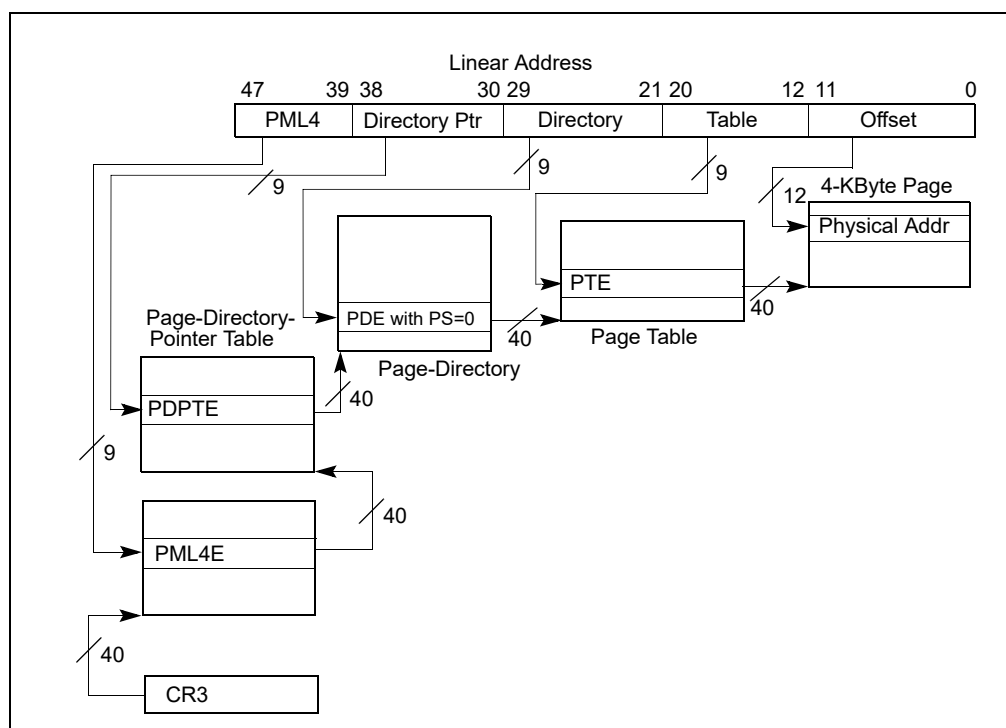 Linear Address
47 39 38 30 29 21 20 12 11 0
PML4 Directory Ptr Directory Table Offset
9 9 9
12 4-KByte Page
Physical Addr
PTE
40
Page Table
PDE with PS=0
40
Page-Directory
Page-Directory-
Pointer Table
PDPTE
40
9
40
PML4E
40
CR3